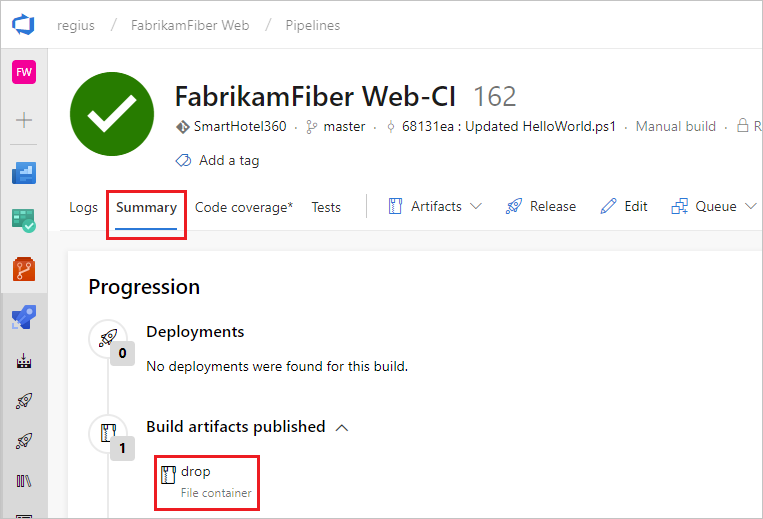 regius / FabrikamFiber Web / Pipelines
FW
FabrikamFiber Web-CI 162
SmartHotel360 · master · 68131ea : Updated HelloWorld.ps1 · Manual build · R
Add a tag
Logs Summary Code coverage* Tests Artifacts Release Edit Queue
Progression
Deployments
0
No deployments were found for this build.
Build artifacts published
1
drop
File container